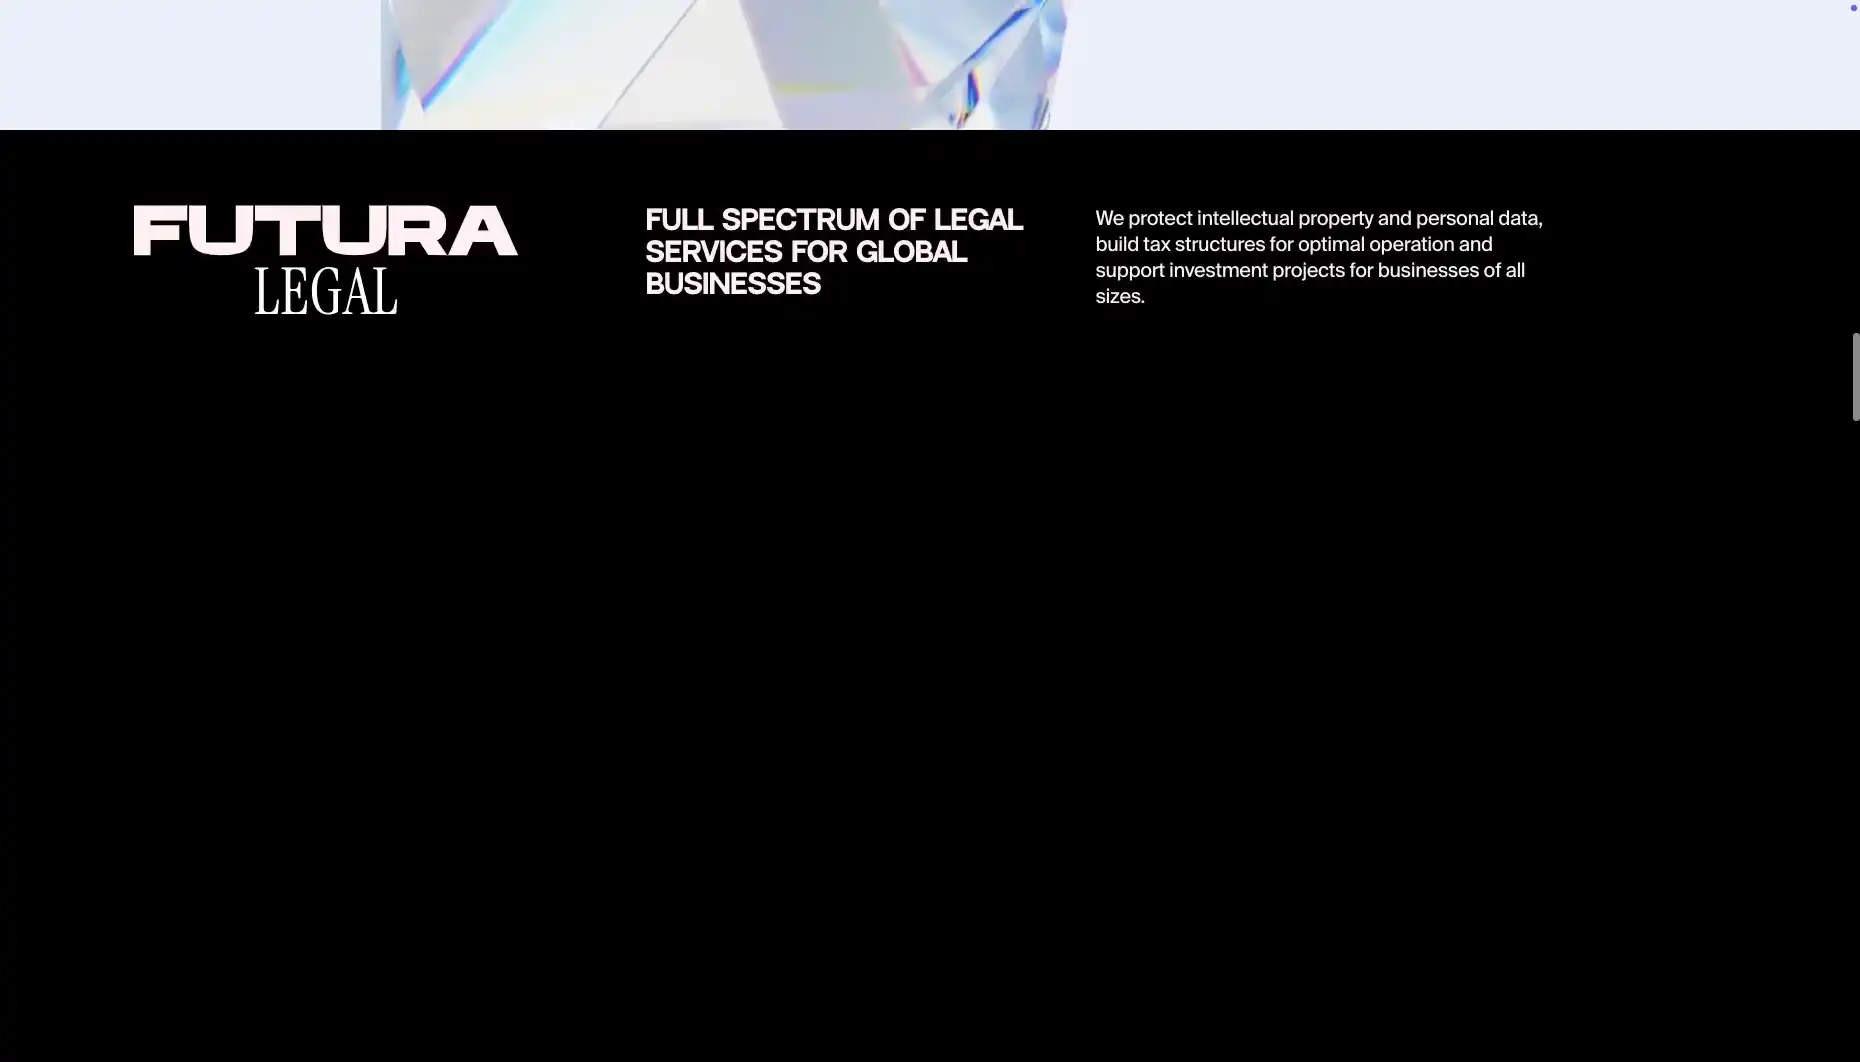 FUTURA
LEGAL
FULL SPECTRUM OF LEGAL
SERVICES FOR GLOBAL
BUSINESSES
We protect intellectual property and personal data,
build tax structures for optimal operation and
support investment projects for businesses of all
sizes.